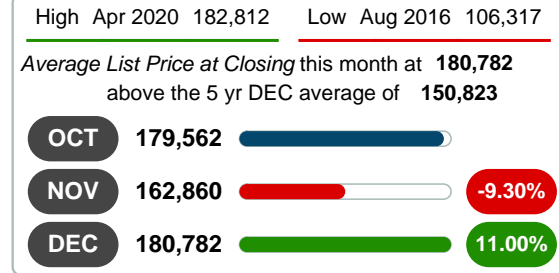 High Apr 2020 182,812 Low Aug 2016 106,317
Average List Price at Closing this month at 180,782
above the 5 yr DEC average of 150,823
OCT 179,562
NOV 162,860 -9.30%
DEC 180,782 11.00%